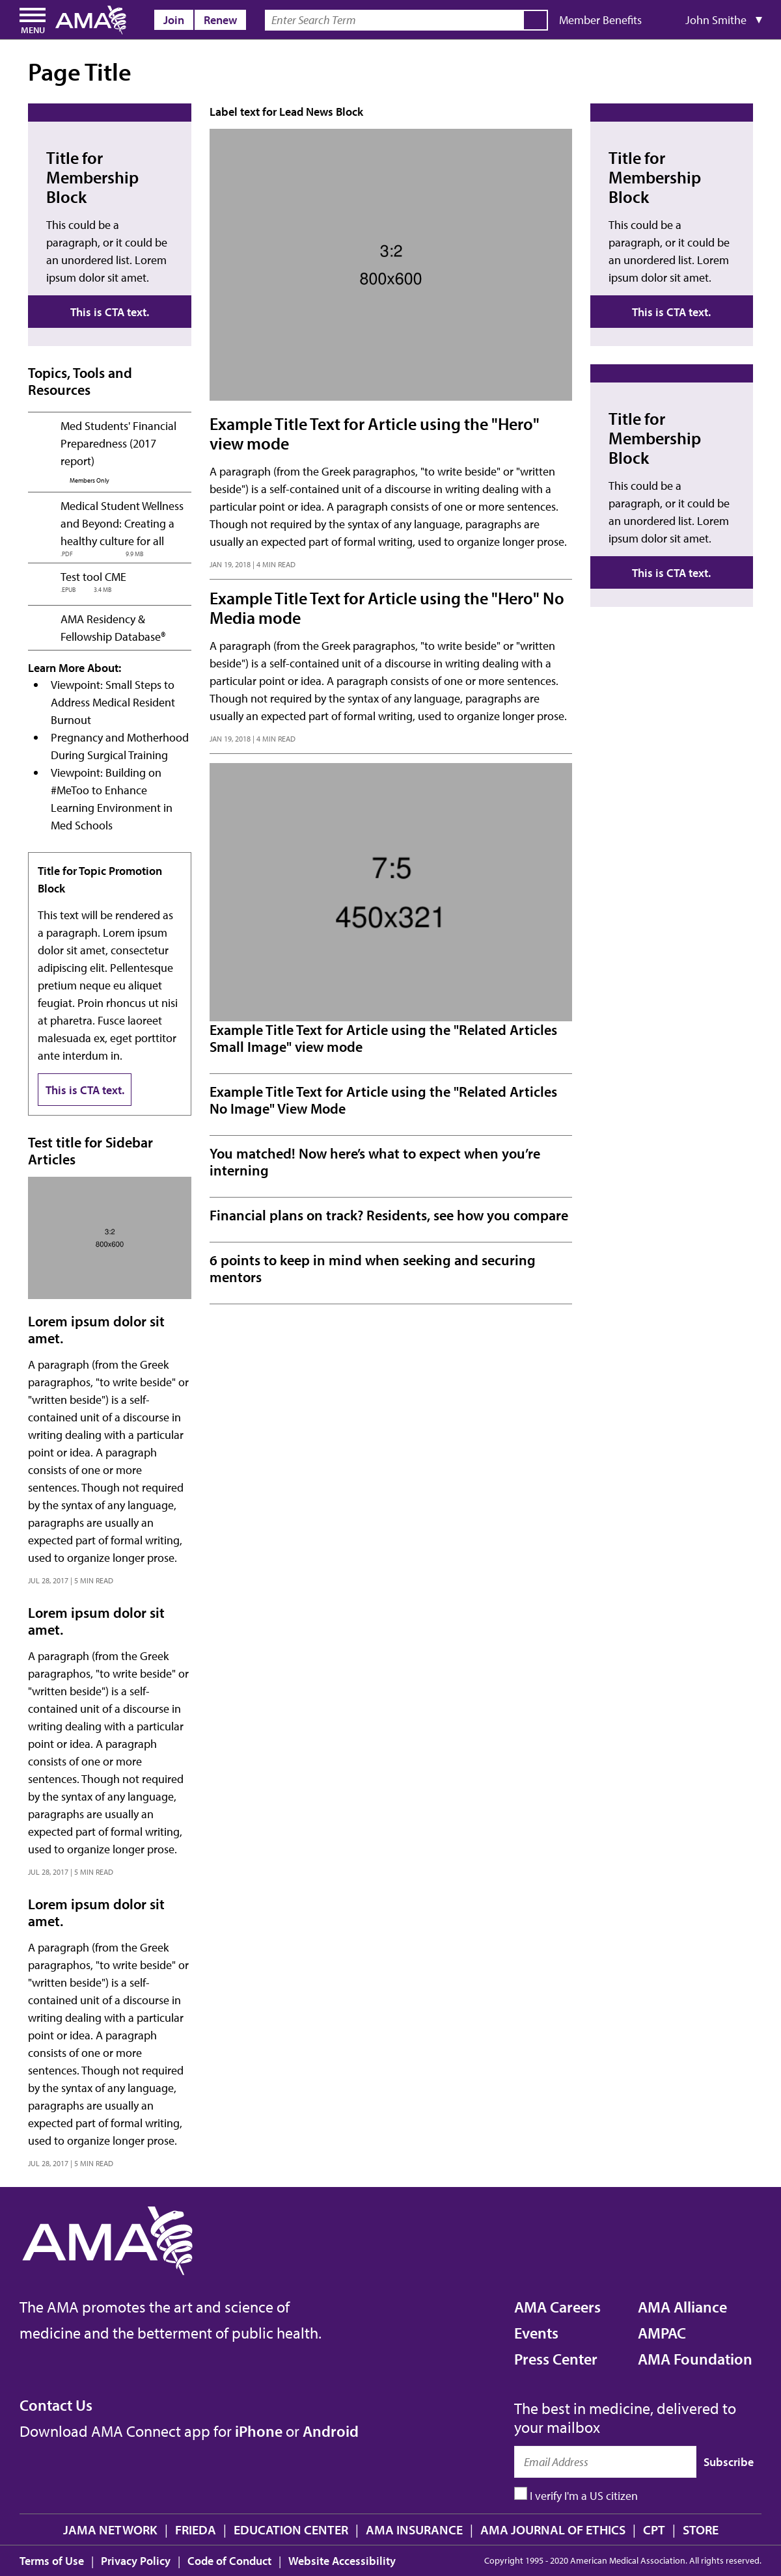 MENU
AMA
Join
Renew
Enter Search Term
Member Benefits
John Smithe ▼
Page Title
Title for
Membership
Block
This could be a
paragraph, or it could be
an unordered list. Lorem
ipsum dolor sit amet.
This is CTA text.
Topics, Tools and
Resources
Med Students' Financial
Preparedness (2017
report)
Members Only
Medical Student Wellness
and Beyond: Creating a
healthy culture for all
.PDF 9.9 MB
Test tool CME
.EPUB 3.4 MB
AMA Residency &
Fellowship Database®
Learn More About:
• Viewpoint: Small Steps to
Address Medical Resident
Burnout
• Pregnancy and Motherhood
During Surgical Training
• Viewpoint: Building on
#MeToo to Enhance
Learning Environment in
Med Schools
Title for Topic Promotion
Block
This text will be rendered as
a paragraph. Lorem ipsum
dolor sit amet, consectetur
adipiscing elit. Pellentesque
pretium neque eu aliquet
feugiat. Proin rhoncus ut nisi
at pharetra. Fusce laoreet
malesuada ex, eget porttitor
ante interdum in.
This is CTA text.
Test title for Sidebar
Articles
3:2
800x600
Lorem ipsum dolor sit
amet.
A paragraph (from the Greek
paragraphos, "to write beside" or
"written beside") is a self-
contained unit of a discourse in
writing dealing with a particular
point or idea. A paragraph
consists of one or more
sentences. Though not required
by the syntax of any language,
paragraphs are usually an
expected part of formal writing,
used to organize longer prose.
JUL 28, 2017 | 5 MIN READ
Lorem ipsum dolor sit
amet.
A paragraph (from the Greek
paragraphos, "to write beside" or
"written beside") is a self-
contained unit of a discourse in
writing dealing with a particular
point or idea. A paragraph
consists of one or more
sentences. Though not required
by the syntax of any language,
paragraphs are usually an
expected part of formal writing,
used to organize longer prose.
JUL 28, 2017 | 5 MIN READ
Lorem ipsum dolor sit
amet.
A paragraph (from the Greek
paragraphos, "to write beside" or
"written beside") is a self-
contained unit of a discourse in
writing dealing with a particular
point or idea. A paragraph
consists of one or more
sentences. Though not required
by the syntax of any language,
paragraphs are usually an
expected part of formal writing,
used to organize longer prose.
JUL 28, 2017 | 5 MIN READ
Label text for Lead News Block
3:2
800x600
Example Title Text for Article using the "Hero"
view mode
A paragraph (from the Greek paragraphos, "to write beside" or "written
beside") is a self-contained unit of a discourse in writing dealing with a
particular point or idea. A paragraph consists of one or more sentences.
Though not required by the syntax of any language, paragraphs are
usually an expected part of formal writing, used to organize longer prose.
JAN 19, 2018 | 4 MIN READ
Example Title Text for Article using the "Hero" No
Media mode
A paragraph (from the Greek paragraphos, "to write beside" or "written
beside") is a self-contained unit of a discourse in writing dealing with a
particular point or idea. A paragraph consists of one or more sentences.
Though not required by the syntax of any language, paragraphs are
usually an expected part of formal writing, used to organize longer prose.
JAN 19, 2018 | 4 MIN READ
7:5
450x321
Example Title Text for Article using the "Related Articles
Small Image" view mode
Example Title Text for Article using the "Related Articles
No Image" View Mode
You matched! Now here’s what to expect when you’re
interning
Financial plans on track? Residents, see how you compare
6 points to keep in mind when seeking and securing
mentors
Title for
Membership
Block
This could be a
paragraph, or it could be
an unordered list. Lorem
ipsum dolor sit amet.
This is CTA text.
Title for
Membership
Block
This could be a
paragraph, or it could be
an unordered list. Lorem
ipsum dolor sit amet.
This is CTA text.
AMA
The AMA promotes the art and science of
medicine and the betterment of public health.
AMA Careers
Events
Press Center
AMA Alliance
AMPAC
AMA Foundation
Contact Us
Download AMA Connect app for iPhone or Android
The best in medicine, delivered to
your mailbox
Email Address
Subscribe
I verify I'm a US citizen
JAMA NETWORK | FRIEDA | EDUCATION CENTER | AMA INSURANCE | AMA JOURNAL OF ETHICS | CPT | STORE
Terms of Use | Privacy Policy | Code of Conduct | Website Accessibility
Copyright 1995 - 2020 American Medical Association. All rights reserved.